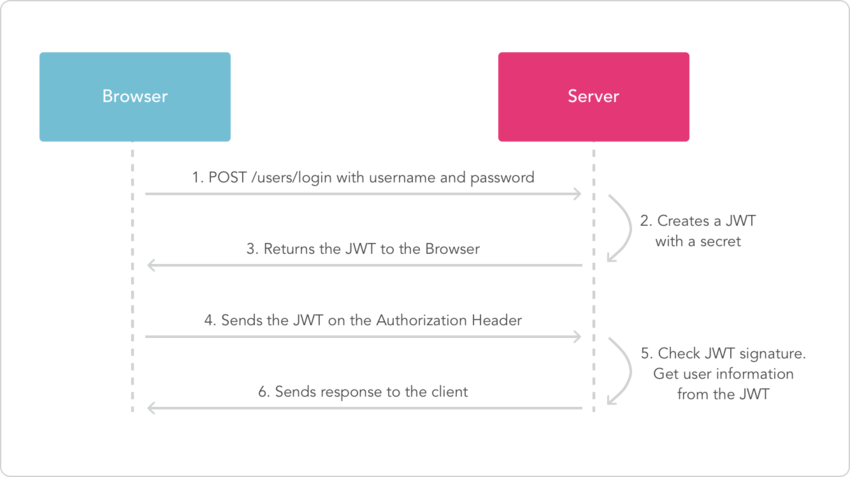 Browser
Server
1. POST /users/login with username and password
2. Creates a JWT
with a secret
3. Returns the JWT to the Browser
4. Sends the JWT on the Authorization Header
5. Check JWT signature.
Get user information
from the JWT
6. Sends response to the client